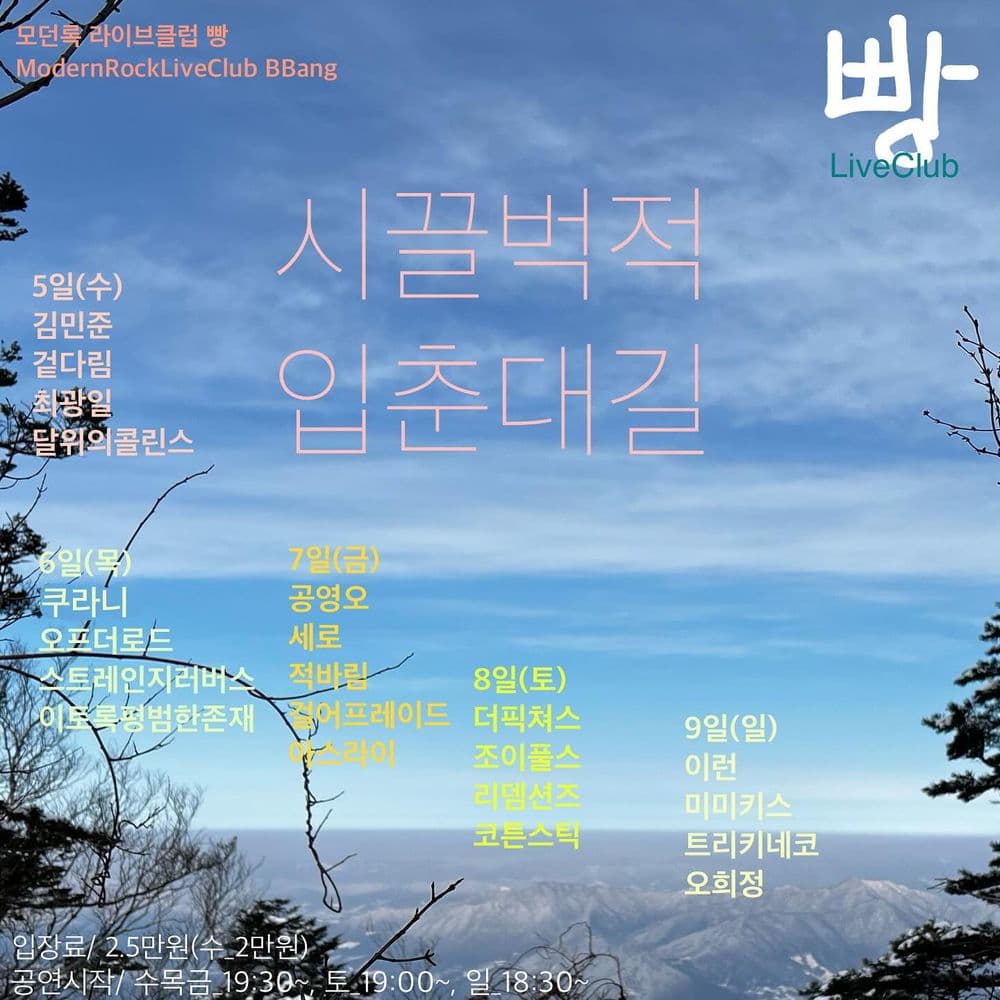 모던록 라이브클럽 빵
ModernRockLiveClub BBang
빵
LiveClub
시끌벅적
입춘대길
5일(수)
김민준
겉다림
최광일
달위의콜린스
6일(목)
쿠라니
오프더로드
스트레인지러버스
이토록평범한존재
7일(금)
공영오
세로
적바림
걸어프레이드
아스라이
8일(토)
더픽쳐스
조이풀스
리뎀션즈
코튼스틱
9일(일)
이런
미미키스
트리키네코
오희정
입장료/ 2.5만원(수_2만원)
공연시작/ 수목금_19:30~, 토_19:00~, 일_18:30~